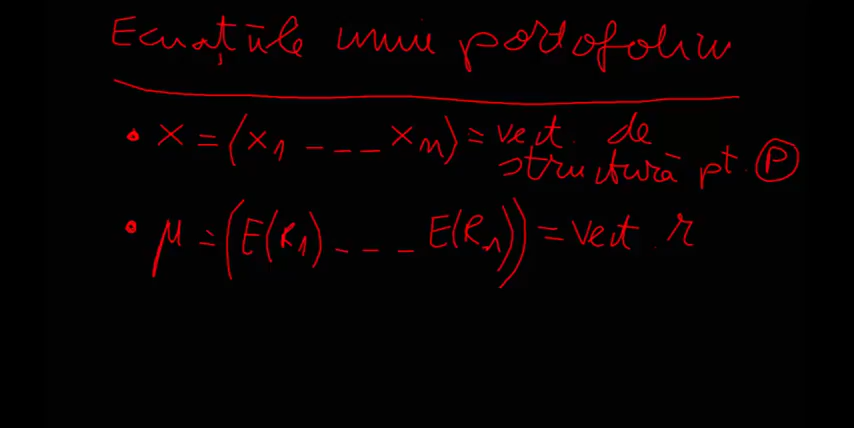 Ecuațiile unui portofoliu
• X = (x₁ --- xₙ) = vect. de
structură pt. (P)
• μ = (E(R₁) --- E(Rₙ)) = vect. r